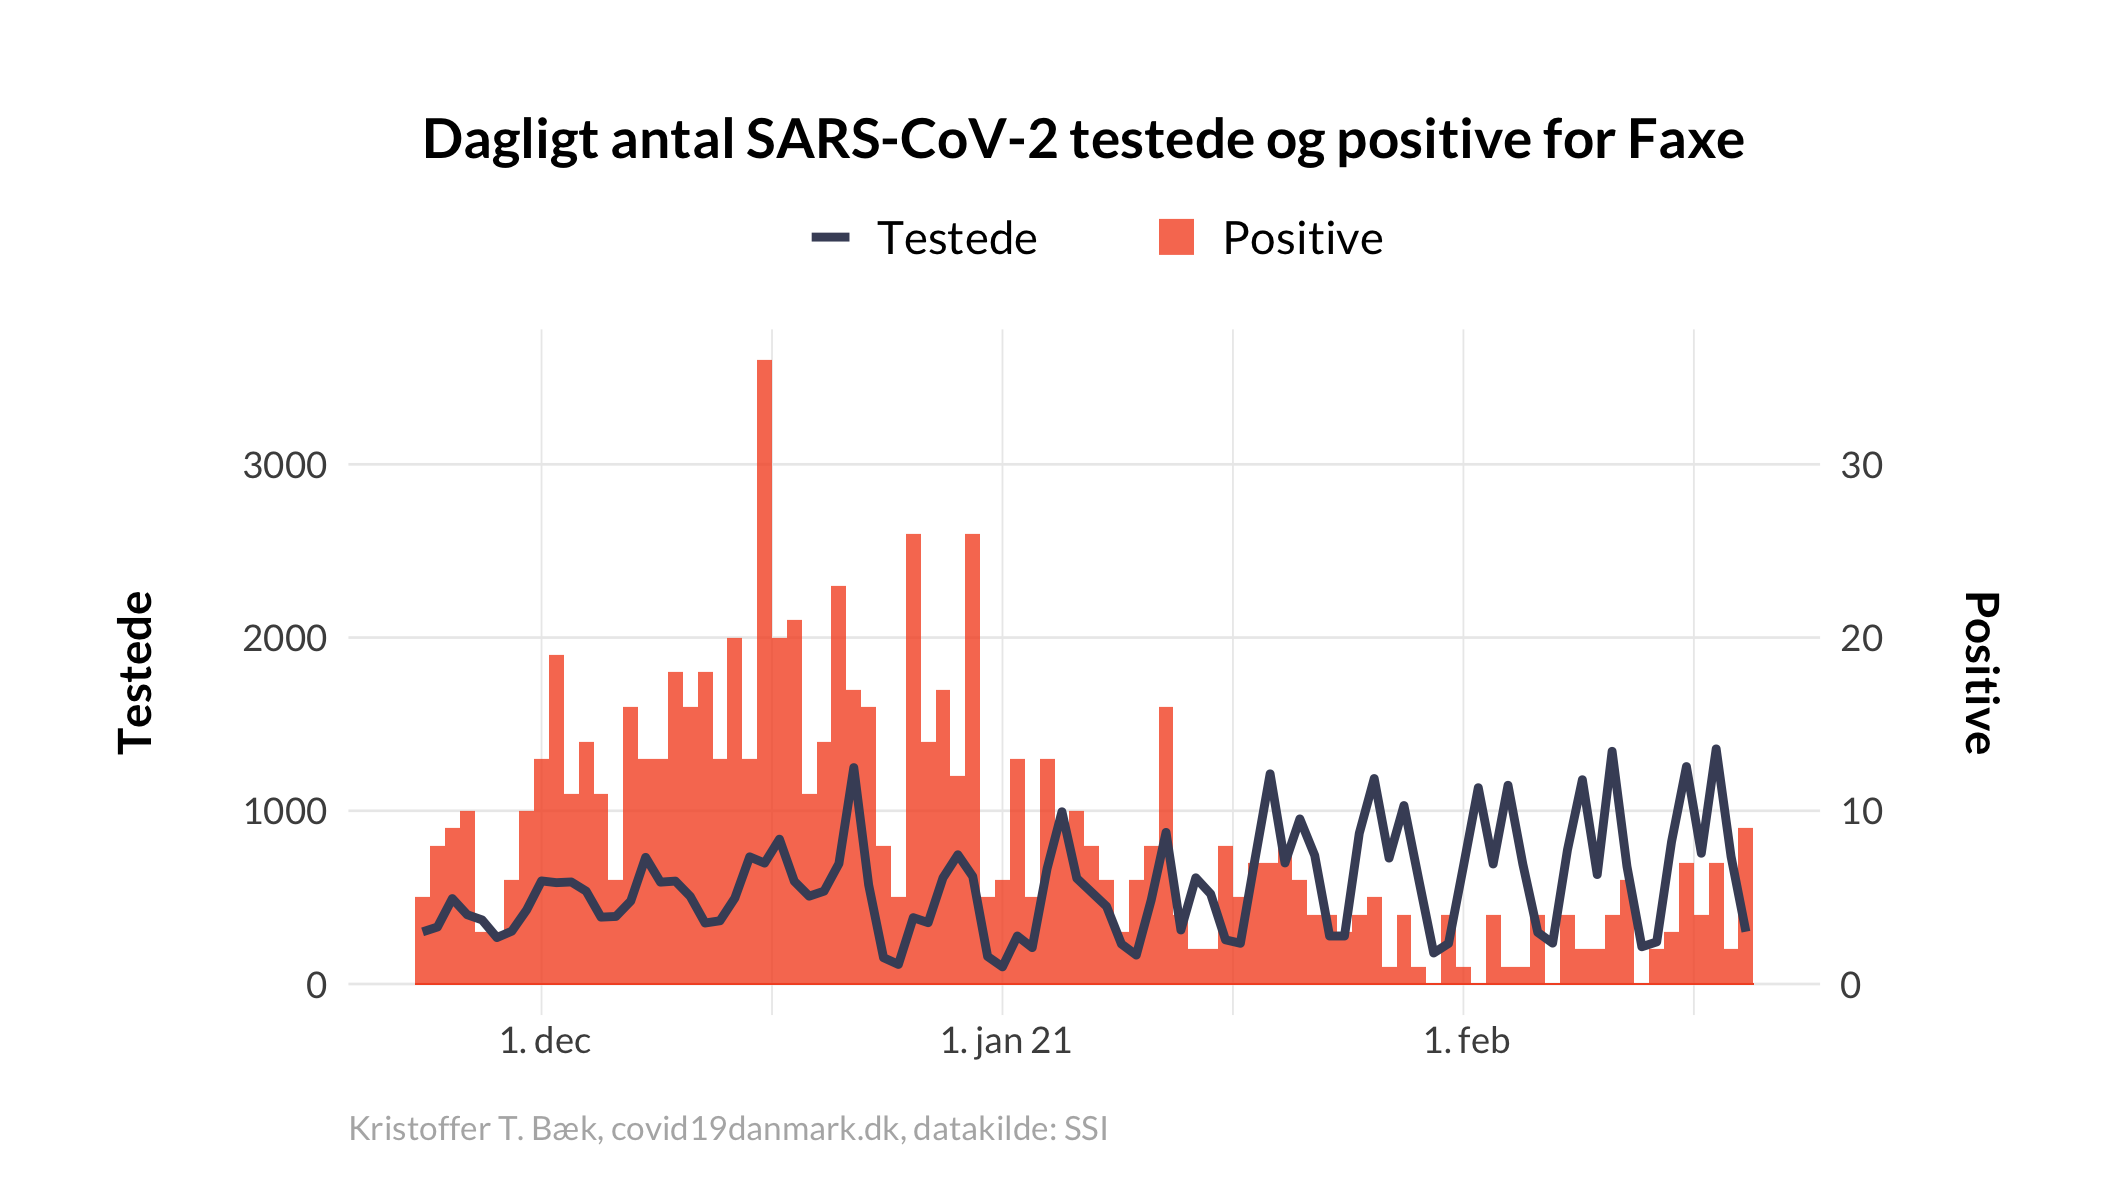 Dagligt antal SARS-CoV-2 testede og positive for Faxe
Testede
Positive
Testede
3000
2000
1000
0
30
20
10
0
Positive
1. dec
1. jan 21
1. feb
Kristoffer T. Bæk, covid19danmark.dk, datakilde: SSI